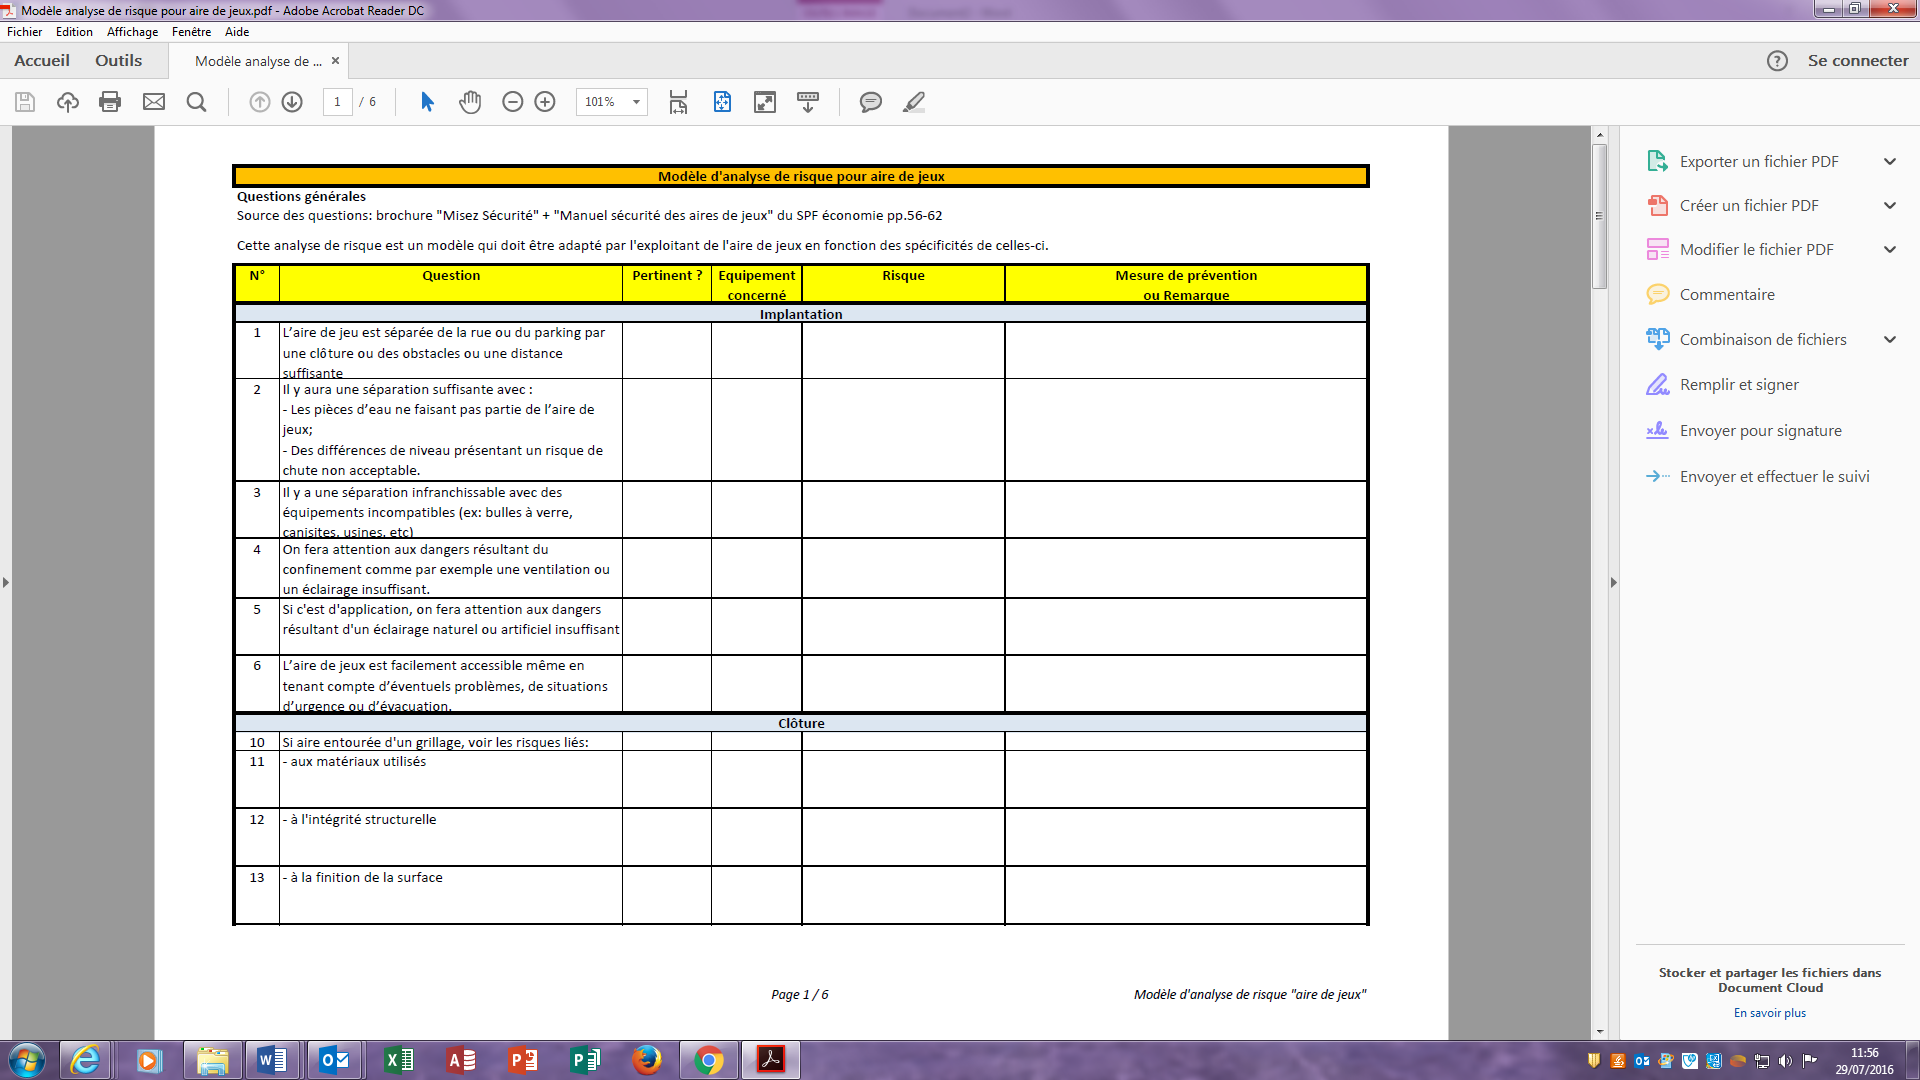 Modèle analyse de risque pour aire de jeux.pdf - Adobe Acrobat Reader DC
Fichier Edition Affichage Fenêtre Aide
Accueil Outils Modèle analyse de ... × ? Se connecter
1 / 6 101%
Modèle d'analyse de risque pour aire de jeux
Questions générales
Source des questions: brochure "Misez Sécurité" + "Manuel sécurité des aires de jeux" du SPF économie pp.56-62
Cette analyse de risque est un modèle qui doit être adapté par l'exploitant de l'aire de jeux en fonction des spécificités de celles-ci.
N° Question Pertinent ? Equipement concerné Risque Mesure de prévention ou Remarque
Implantation
1 L’aire de jeu est séparée de la rue ou du parking par
une clôture ou des obstacles ou une distance
suffisante
2 Il y aura une séparation suffisante avec :
- Les pièces d’eau ne faisant pas partie de l’aire de
jeux;
- Des différences de niveau présentant un risque de
chute non acceptable.
3 Il y a une séparation infranchissable avec des
équipements incompatibles (ex: bulles à verre,
canisites, usines, etc)
4 On fera attention aux dangers résultant du
confinement comme par exemple une ventilation ou
un éclairage insuffisant.
5 Si c'est d'application, on fera attention aux dangers
résultant d'un éclairage naturel ou artificiel insuffisant
6 L’aire de jeux est facilement accessible même en
tenant compte d’éventuels problèmes, de situations
d’urgence ou d’évacuation.
Clôture
10 Si aire entourée d'un grillage, voir les risques liés:
11 - aux matériaux utilisés
12 - à l'intégrité structurelle
13 - à la finition de la surface
Page 1 / 6 Modèle d'analyse de risque "aire de jeux"
Exporter un fichier PDF
Créer un fichier PDF
Modifier le fichier PDF
Commentaire
Combinaison de fichiers
Remplir et signer
Envoyer pour signature
Envoyer et effectuer le suivi
Stocker et partager les fichiers dans
Document Cloud
En savoir plus
11:56
29/07/2016